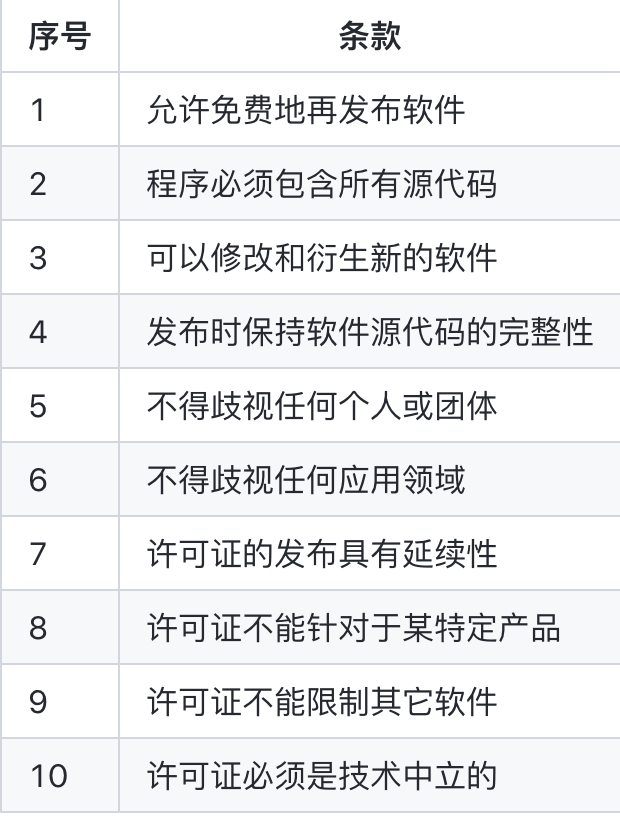 序号 条款
1 允许免费地再发布软件
2 程序必须包含所有源代码
3 可以修改和衍生新的软件
4 发布时保持软件源代码的完整性
5 不得歧视任何个人或团体
6 不得歧视任何应用领域
7 许可证的发布具有延续性
8 许可证不能针对于某特定产品
9 许可证不能限制其它软件
10 许可证必须是技术中立的